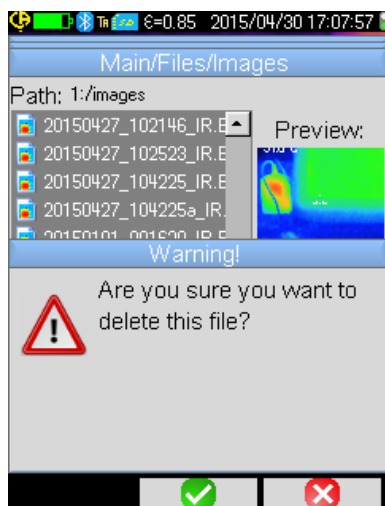 ε=0.85 2015/04/30 17:07:57
Main/Files/Images
Path: 1:/images
20150427_102146_IR.B
Preview:
20150427_102523_IR.B
20150427_104225_IR.B
20150427_104225a_IR.
20150101_001620_IR.B
Warning!
Are you sure you want to
delete this file?